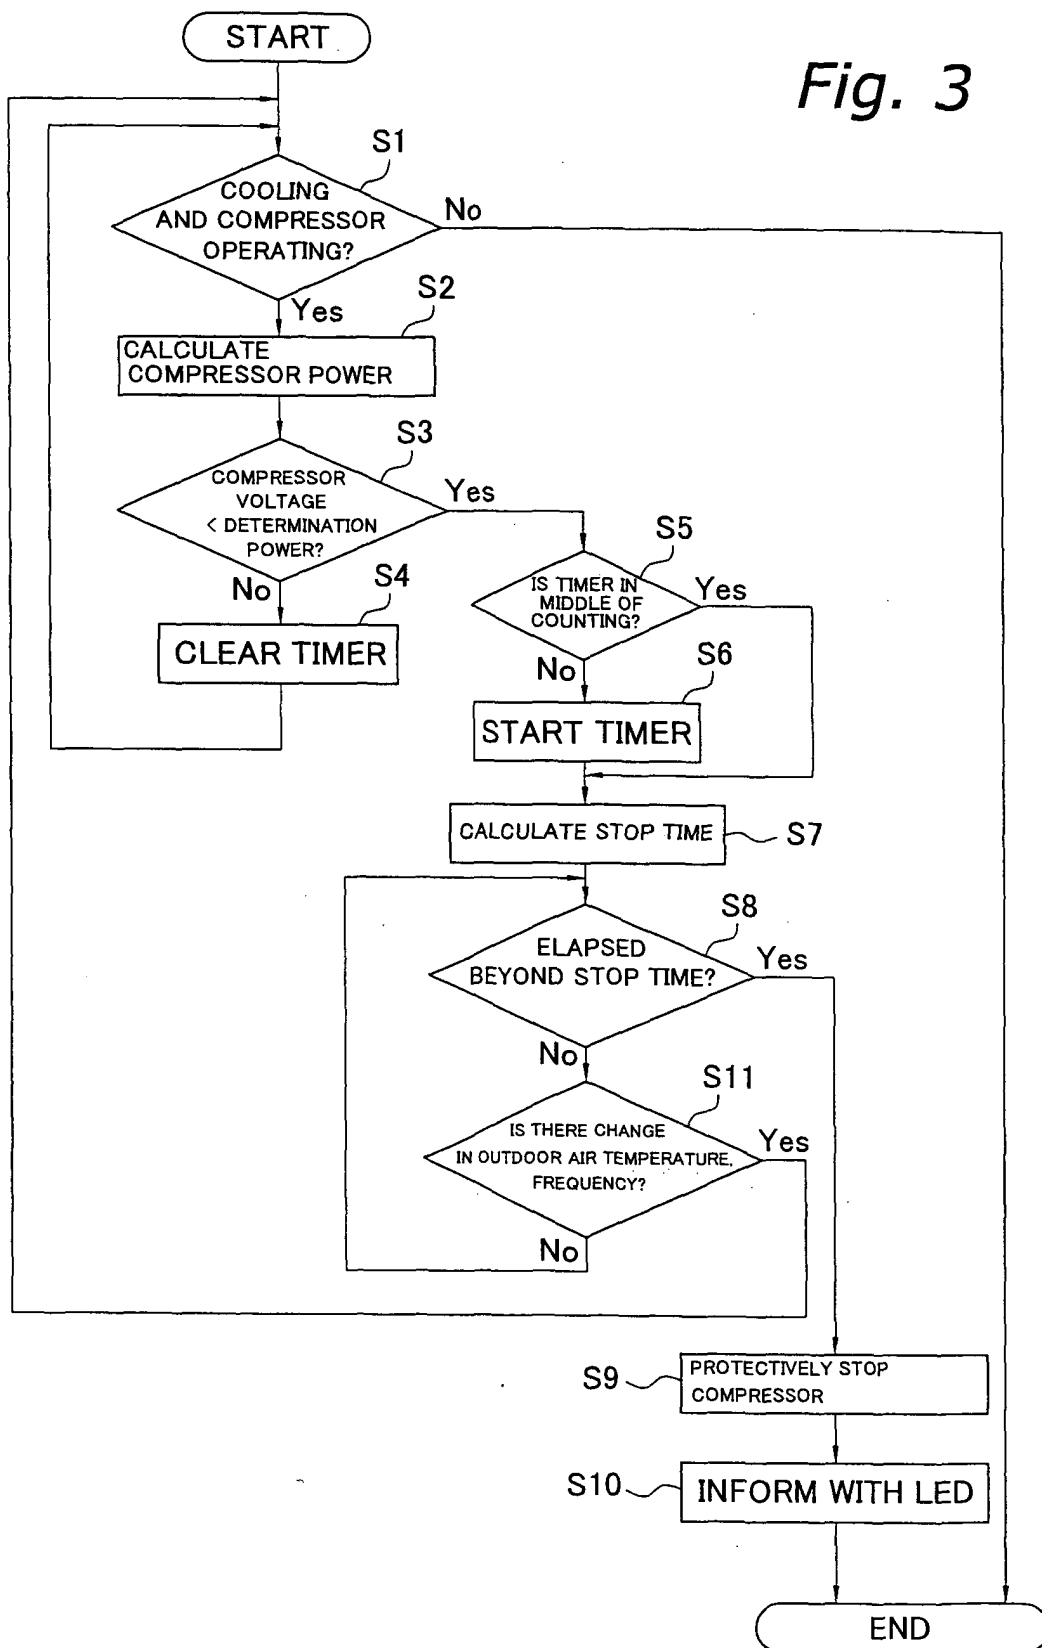 START
Fig. 3
S1
COOLING
AND COMPRESSOR
OPERATING?
No
Yes
S2
CALCULATE
COMPRESSOR POWER
S3
COMPRESSOR
VOLTAGE
< DETERMINATION
POWER?
Yes
No
S4
CLEAR TIMER
S5
IS TIMER IN
MIDDLE OF
COUNTING?
Yes
No
S6
START TIMER
CALCULATE STOP TIME
S7
S8
ELAPSED
BEYOND STOP TIME?
Yes
No
S11
IS THERE CHANGE
IN OUTDOOR AIR TEMPERATURE,
FREQUENCY?
Yes
No
S9
PROTECTIVELY STOP
COMPRESSOR
S10
INFORM WITH LED
END